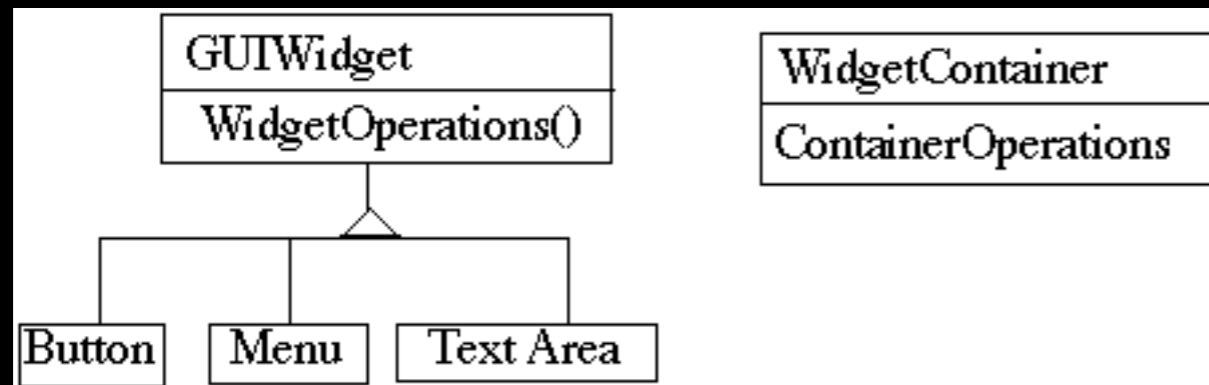 GUIWidget
WidgetOperations()
WidgetContainer
ContainerOperations
Button
Menu
Text Area